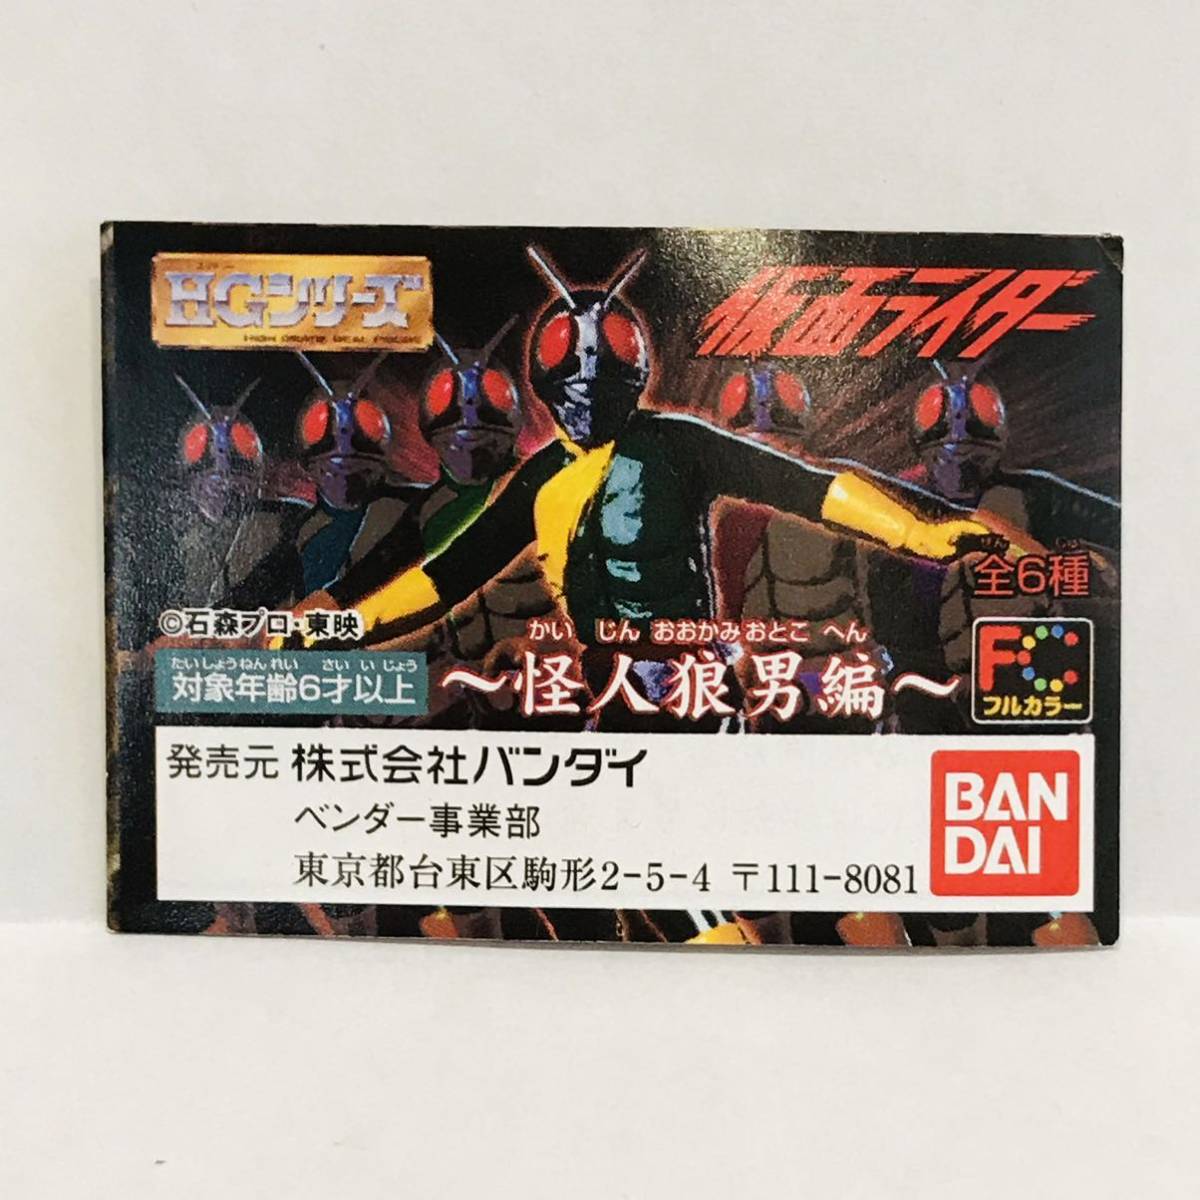 HGシリーズ
HIGH GRADE REAL FIGURE
仮面ライダー
ぜん しゅ
全6種
©石森プロ・東映
たいしょうねんれい さい い じょう
対象年齢6才以上
かい じん おおかみ おとこ へん
〜怪人狼男編〜
FC
フルカラー
発売元 株式会社バンダイ
ベンダー事業部
東京都台東区駒形2-5-4 〒111-8081
BAN
DAI